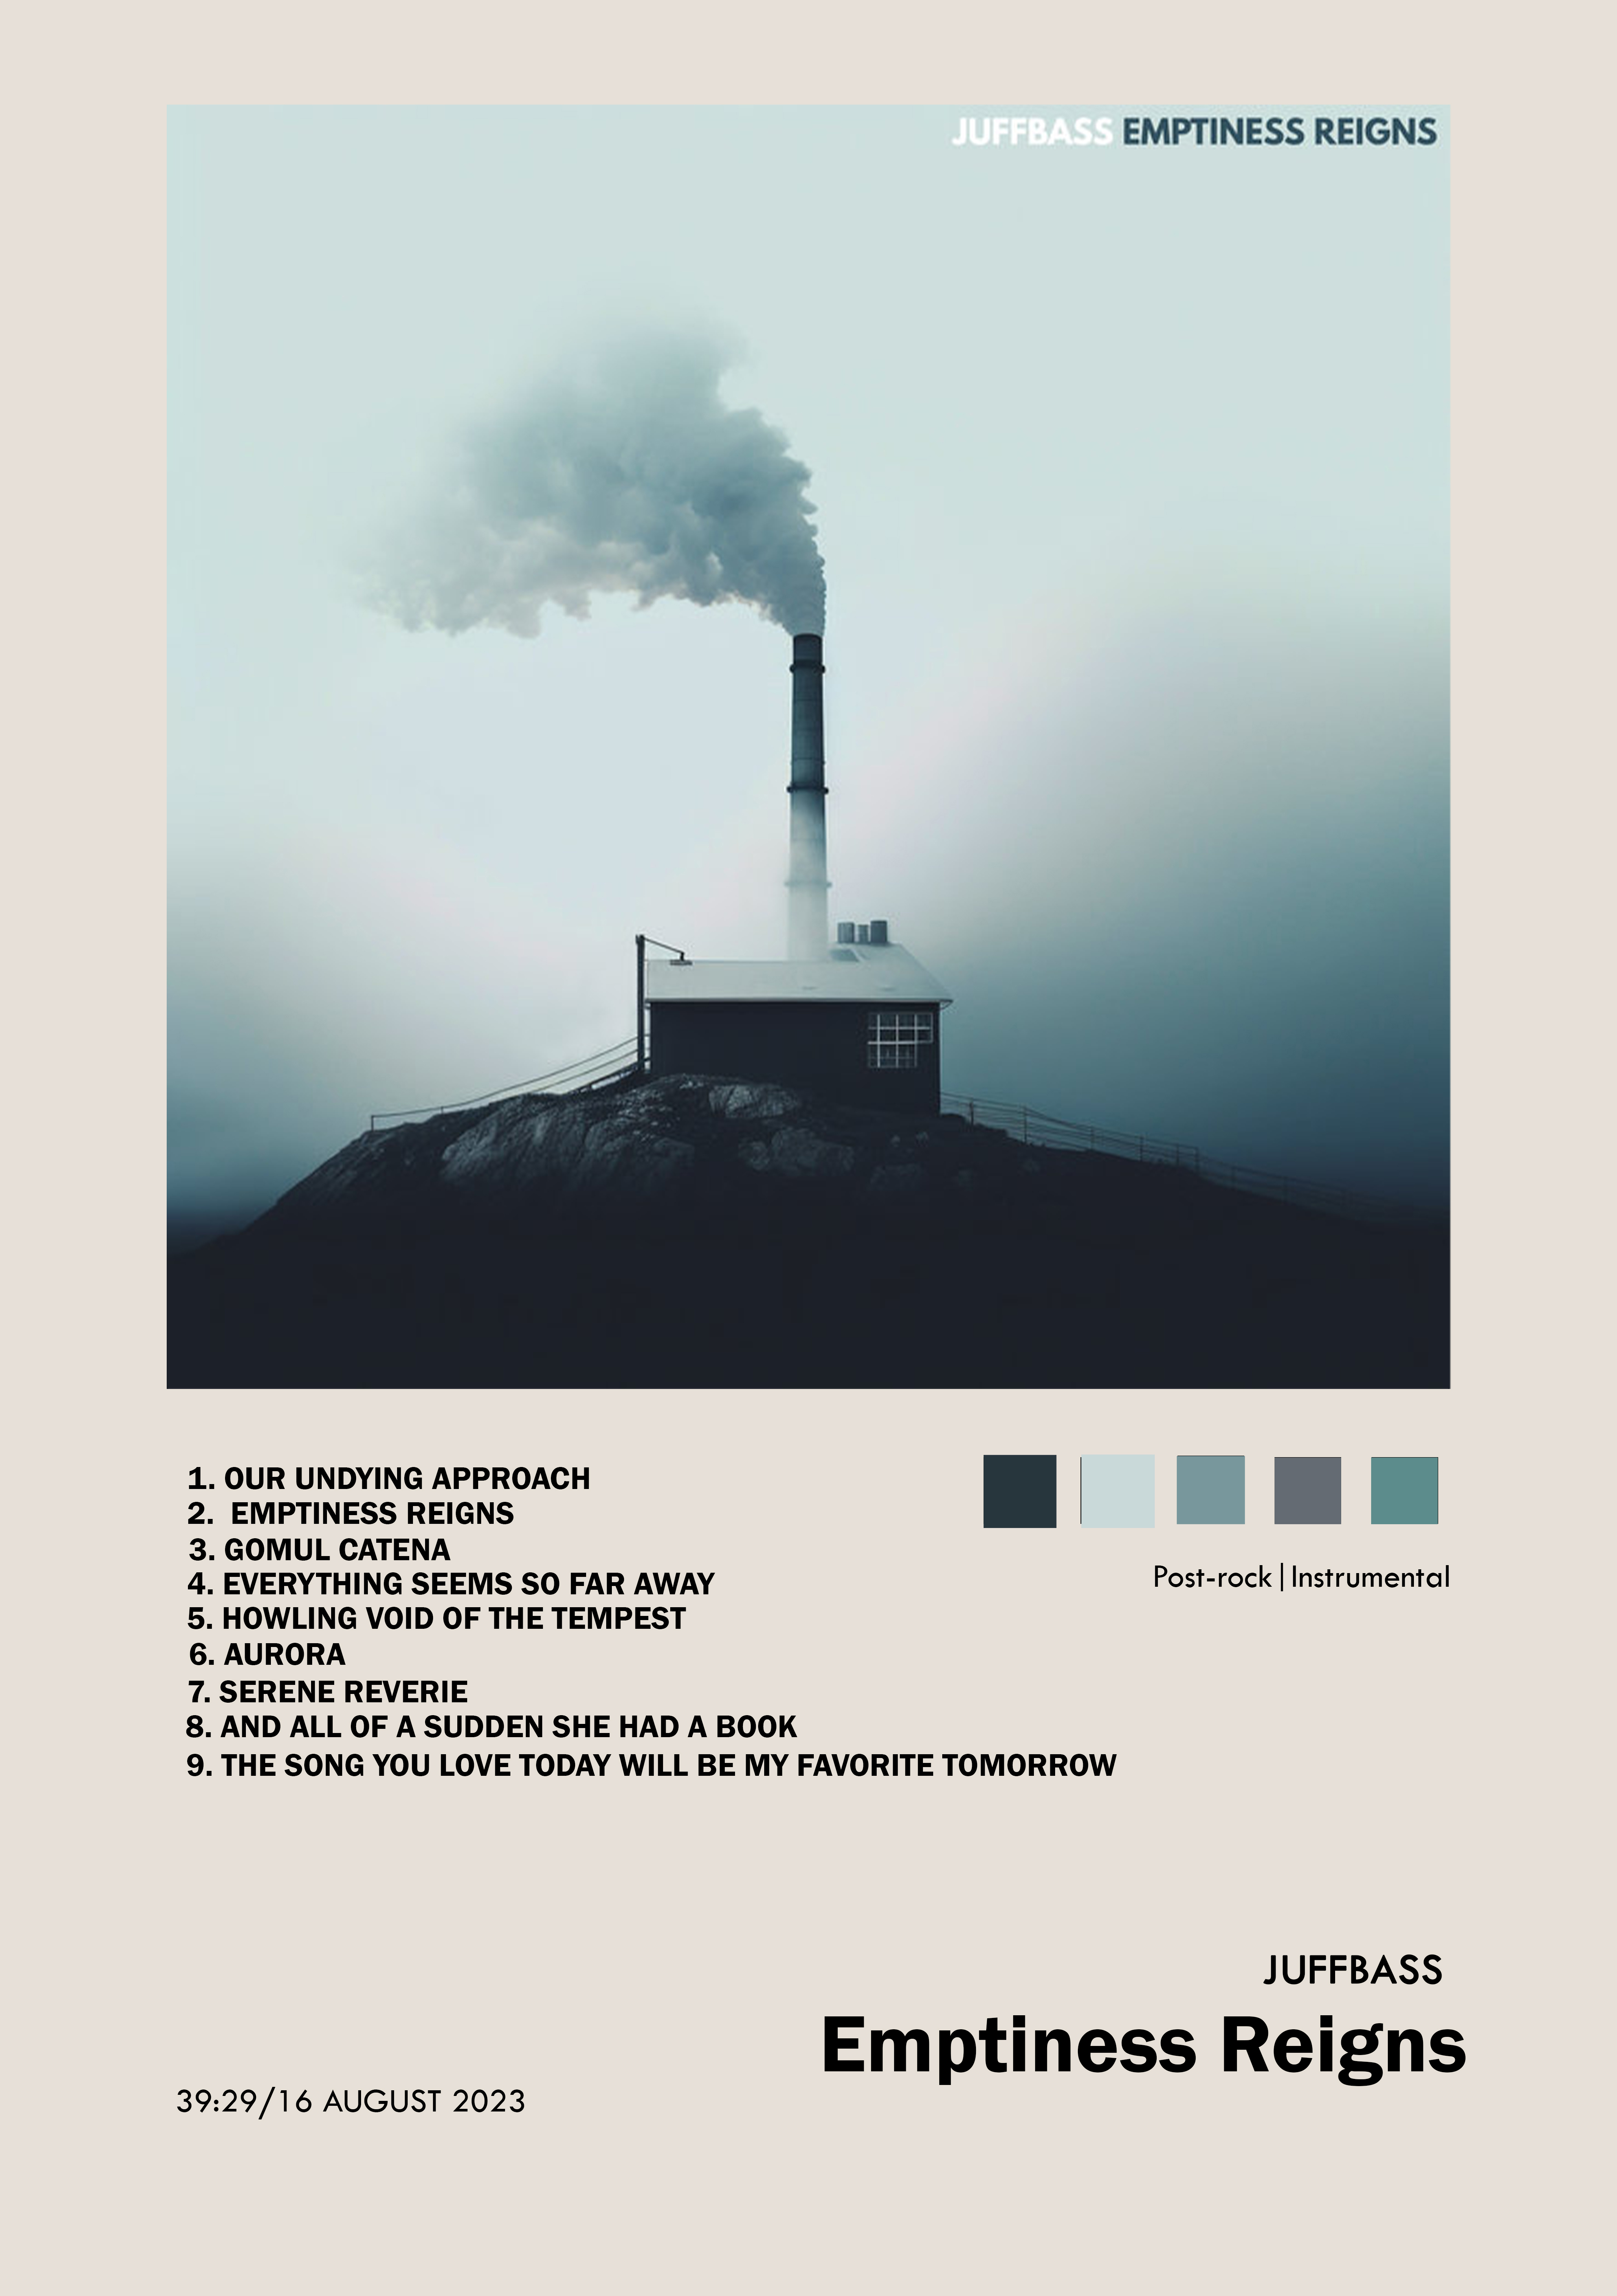 JUFFBASS EMPTINESS REIGNS
1. OUR UNDYING APPROACH
2. EMPTINESS REIGNS
3. GOMUL CATENA
4. EVERYTHING SEEMS SO FAR AWAY
5. HOWLING VOID OF THE TEMPEST
6. AURORA
7. SERENE REVERIE
8. AND ALL OF A SUDDEN SHE HAD A BOOK
9. THE SONG YOU LOVE TODAY WILL BE MY FAVORITE TOMORROW
Post-rock | Instrumental
JUFFBASS
Emptiness Reigns
39:29/16 AUGUST 2023